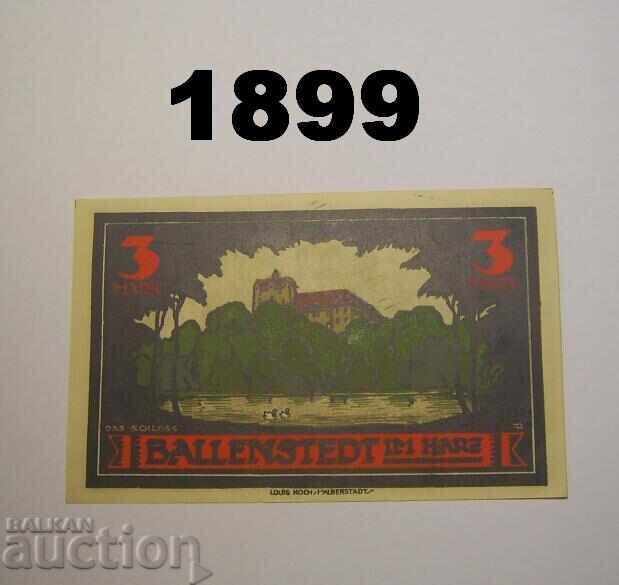 1899
3 3
MARK MARK
DAS SCHLOSS
BALLENSTEDT IM HARZ
LOUIS KOCH, HALBERSTADT
BALKAN
auction